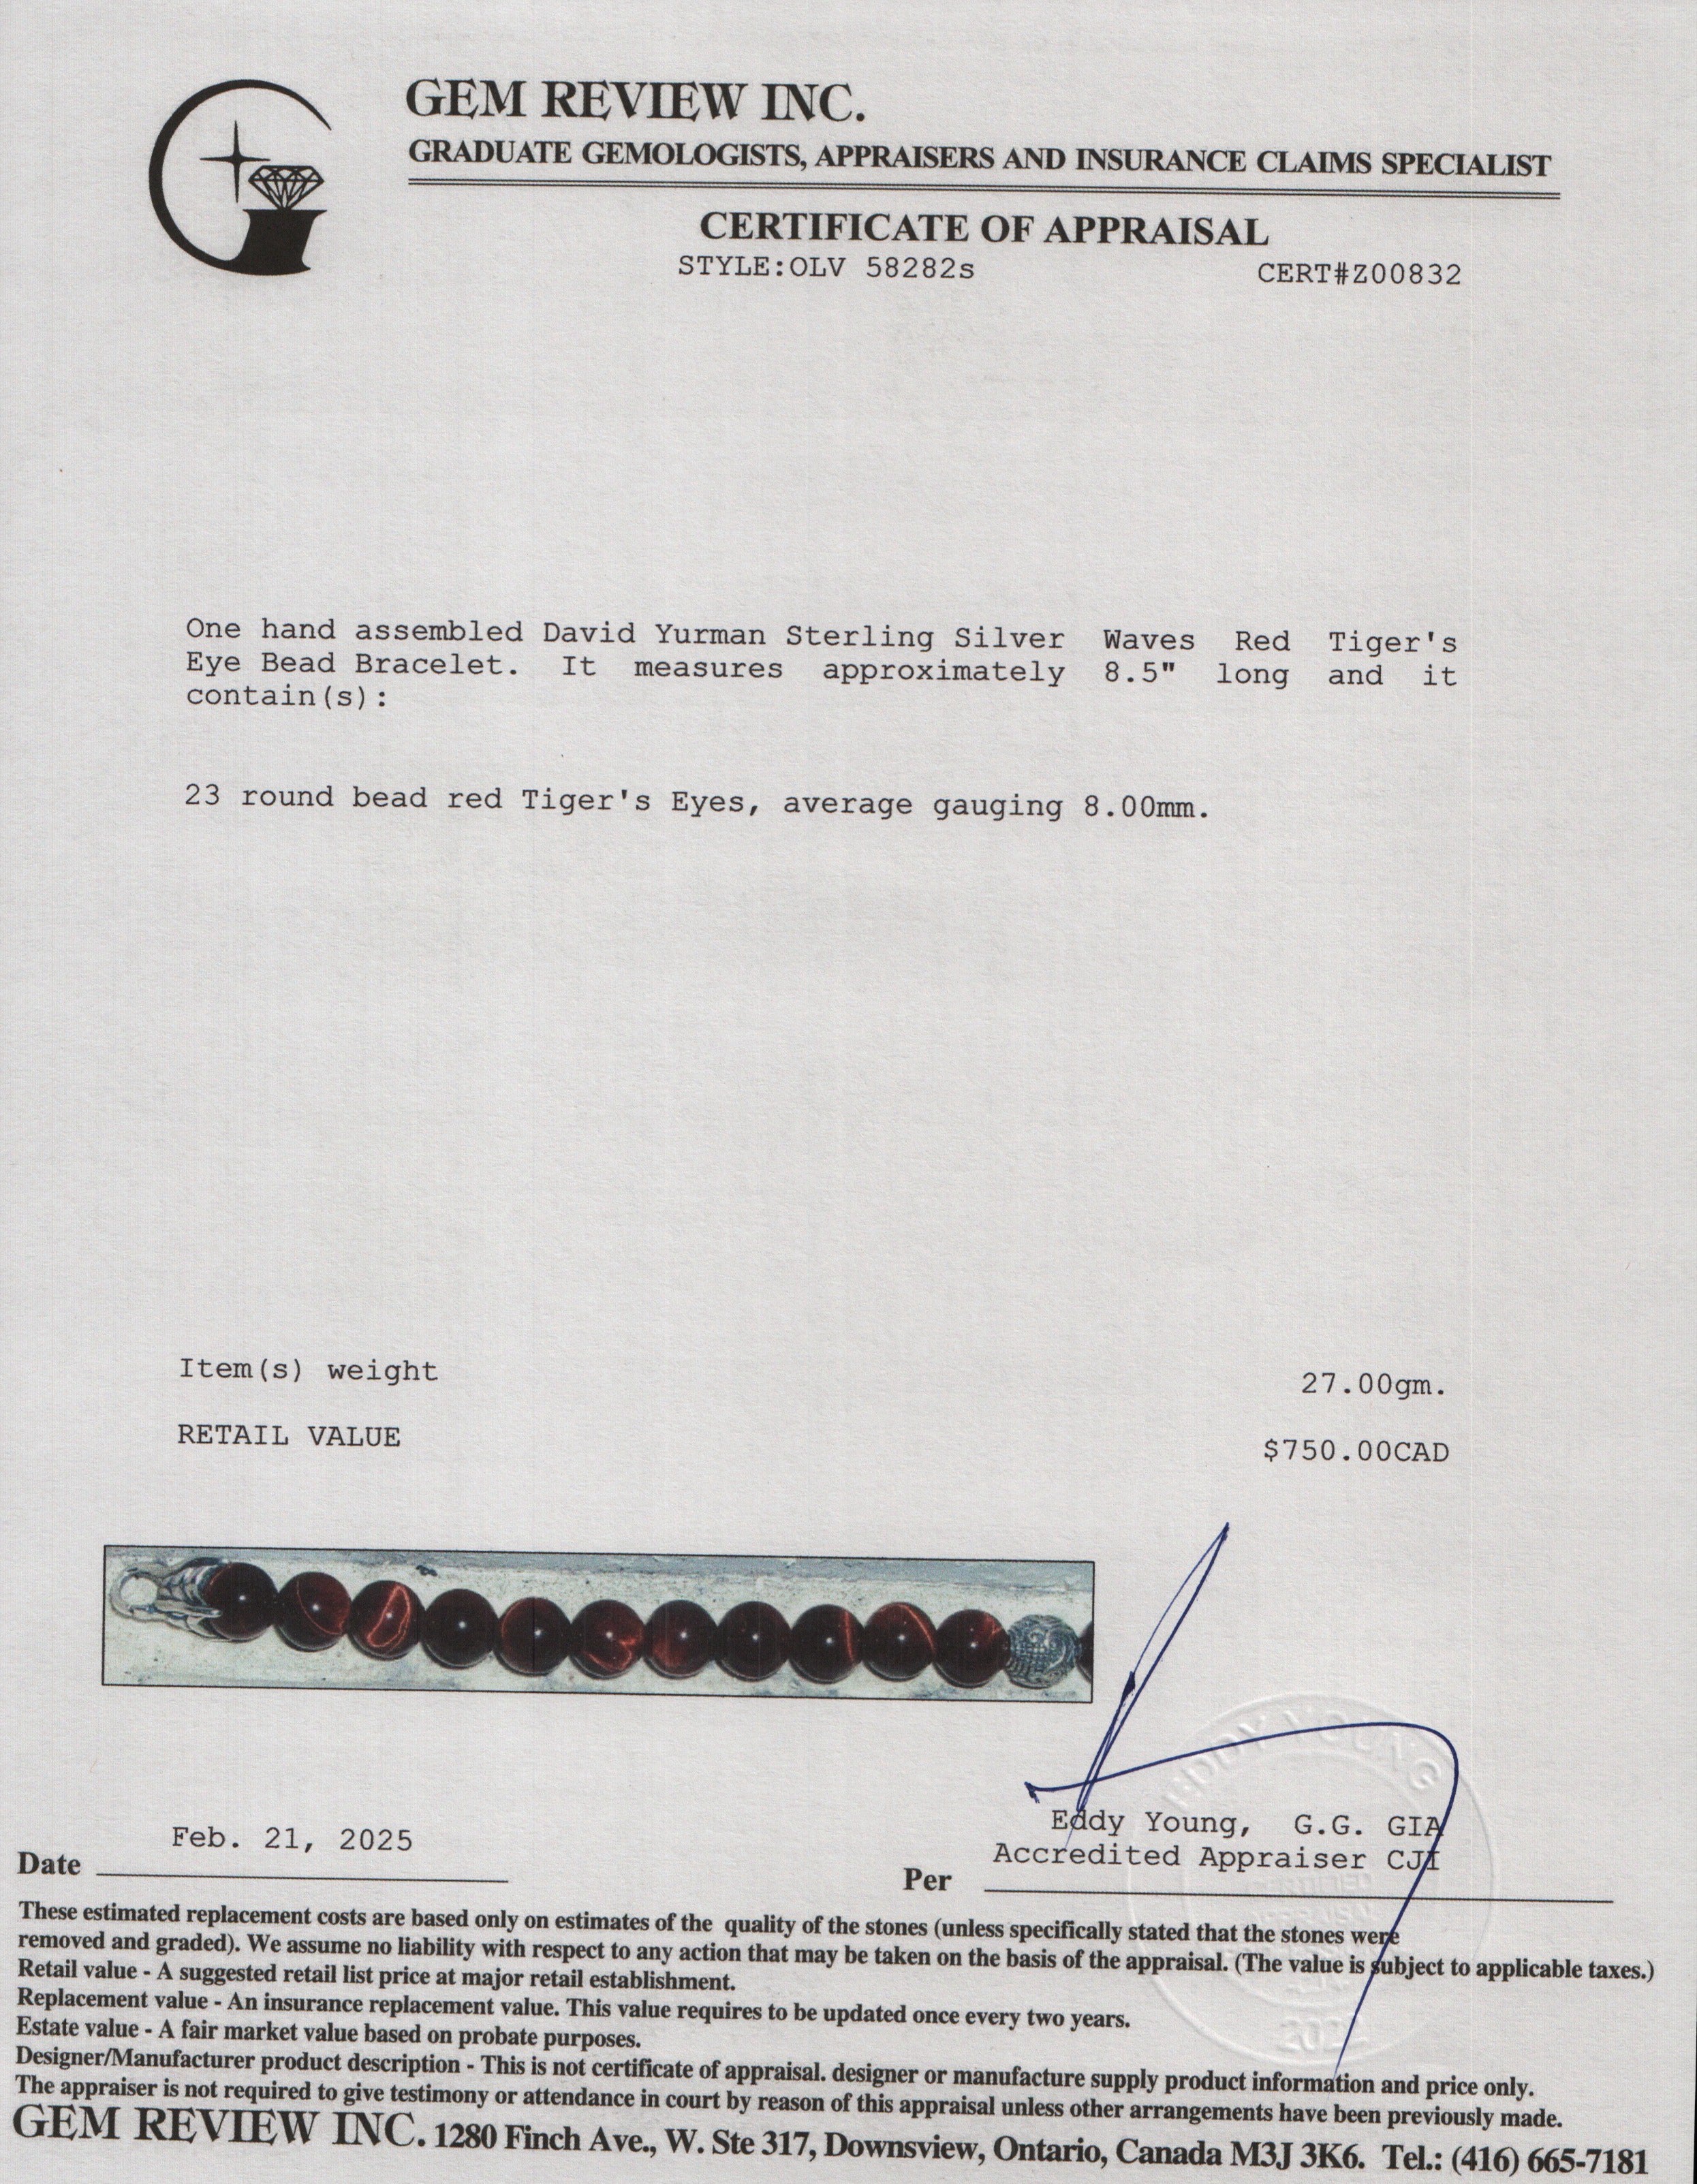 GEM REVIEW INC.
GRADUATE GEMOLOGISTS, APPRAISERS AND INSURANCE CLAIMS SPECIALIST
CERTIFICATE OF APPRAISAL
STYLE:OLV 58282s
CERT#Z00832
One hand assembled David Yurman Sterling Silver Waves Red Tiger's
Eye Bead Bracelet. It measures approximately 8.5" long and it
contain(s):
23 round bead red Tiger's Eyes, average gauging 8.00mm.
Item(s) weight 27.00gm.
RETAIL VALUE $750.00CAD
EDDY YOUNG
Eddy Young, G.G. GIA
Accredited Appraiser CJI
Feb. 21, 2025
Date
Per
These estimated replacement costs are based only on estimates of the quality of the stones (unless specifically stated that the stones were
removed and graded). We assume no liability with respect to any action that may be taken on the basis of the appraisal. (The value is subject to applicable taxes.)
Retail value - A suggested retail list price at major retail establishment.
Replacement value - An insurance replacement value. This value requires to be updated once every two years.
Estate value - A fair market value based on probate purposes.
Designer/Manufacturer product description - This is not certificate of appraisal. designer or manufacture supply product information and price only.
The appraiser is not required to give testimony or attendance in court by reason of this appraisal unless other arrangements have been previously made.
GEM REVIEW INC. 1280 Finch Ave., W. Ste 317, Downsview, Ontario, Canada M3J 3K6. Tel.: (416) 665-7181